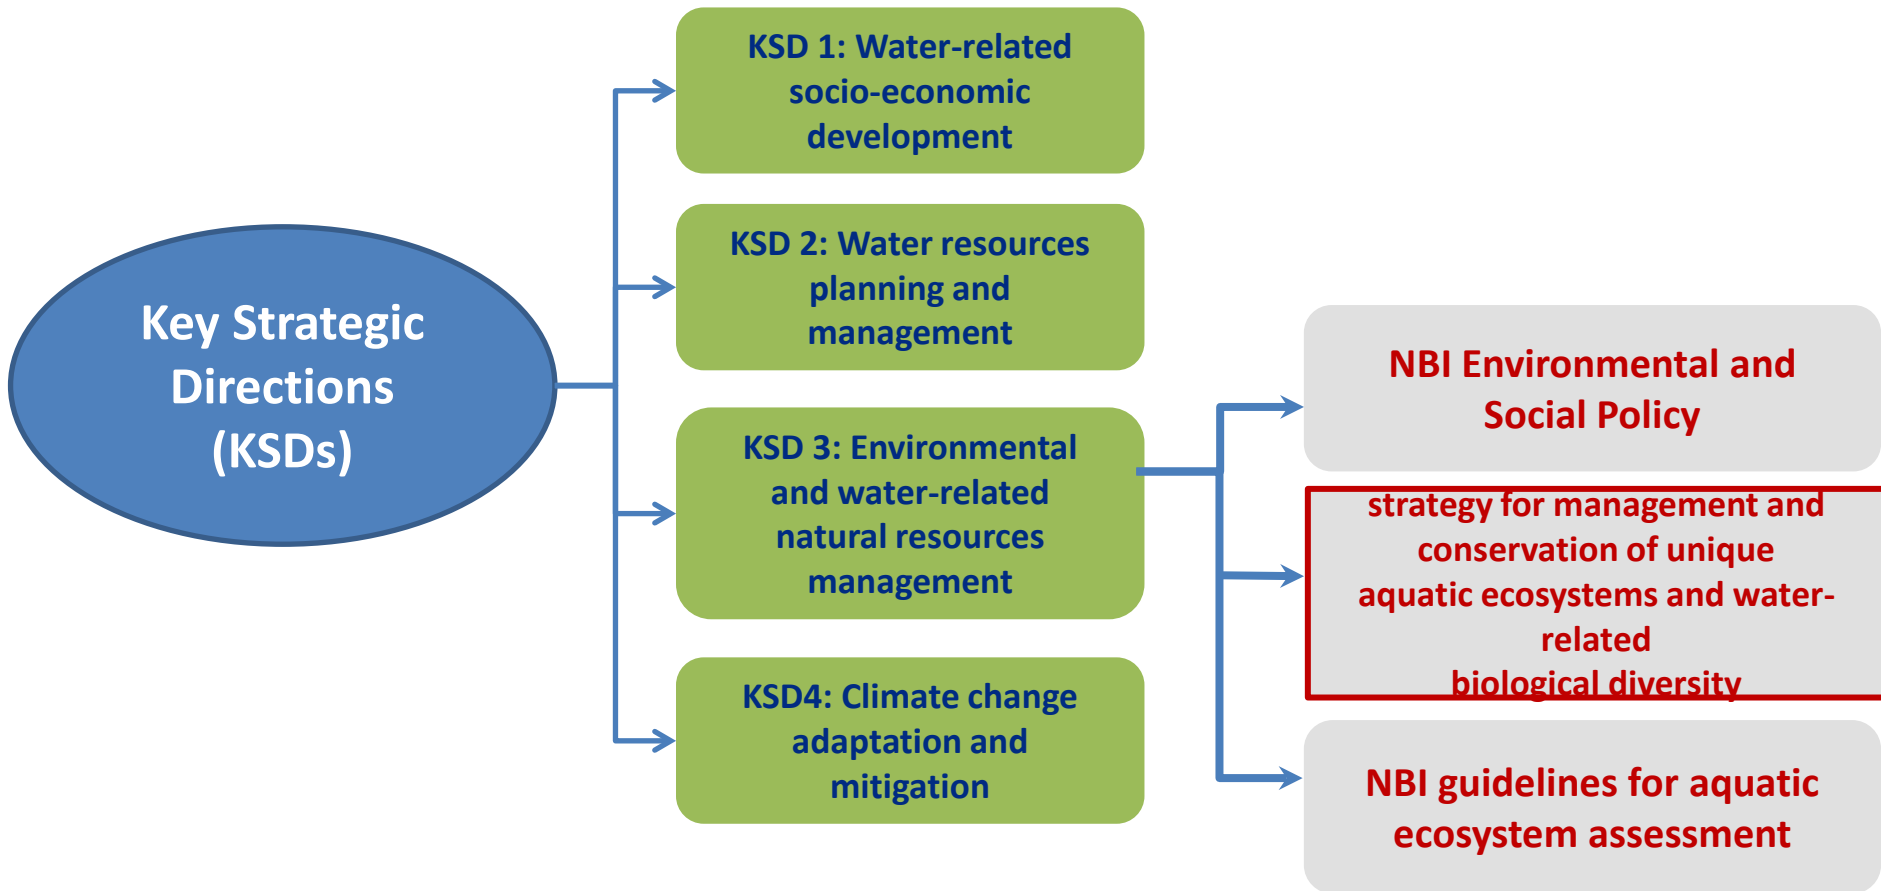 Key Strategic
Directions
(KSDs)
KSD 1: Water-related
socio-economic
development
KSD 2: Water resources
planning and
management
KSD 3: Environmental
and water-related
natural resources
management
KSD4: Climate change
adaptation and
mitigation
NBI Environmental and
Social Policy
strategy for management and
conservation of unique
aquatic ecosystems and water-
related
biological diversity
NBI guidelines for aquatic
ecosystem assessment